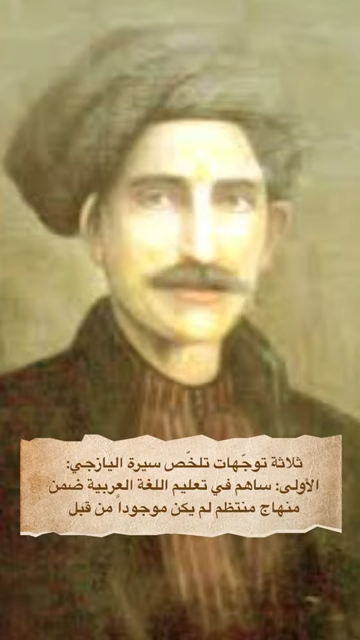 ثلاثة توجّهات تلخّص سيرة اليازجي:
الأولى: ساهم في تعليم اللغة العربية ضمن
منهاج منتظم لم يكن موجوداً من قبل